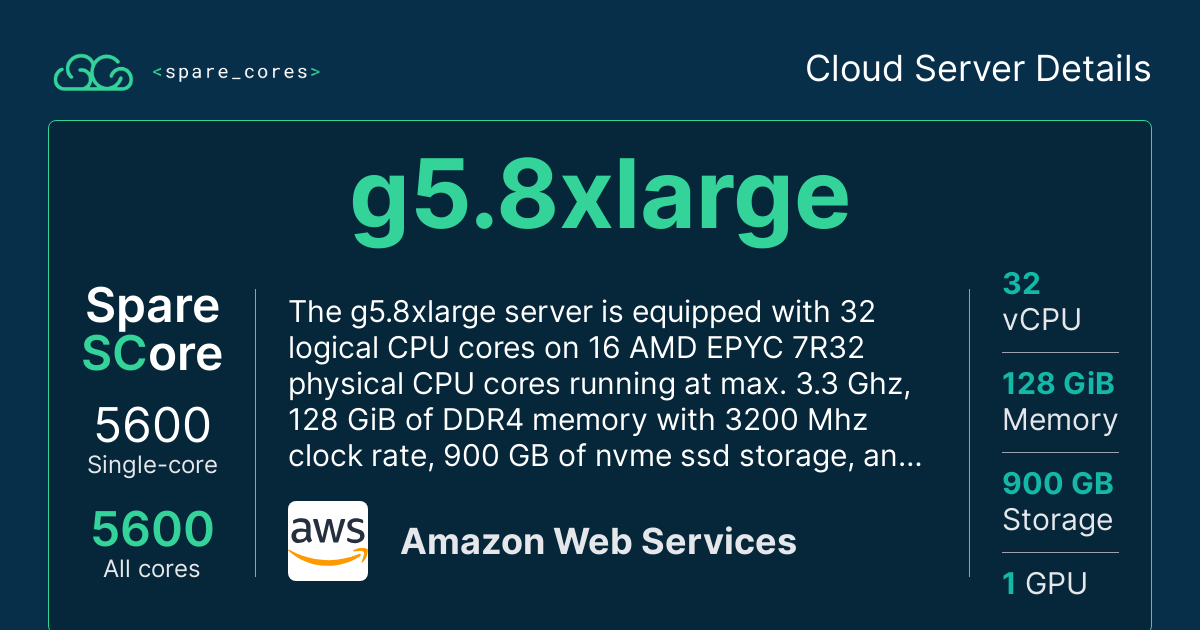 <spare_cores>
Cloud Server Details
g5.8xlarge
Spare
SCore
5600
Single-core
5600
All cores
The g5.8xlarge server is equipped with 32
logical CPU cores on 16 AMD EPYC 7R32
physical CPU cores running at max. 3.3 Ghz,
128 GiB of DDR4 memory with 3200 Mhz
clock rate, 900 GB of nvme ssd storage, an...
aws
Amazon Web Services
32
vCPU
128 GiB
Memory
900 GB
Storage
1 GPU